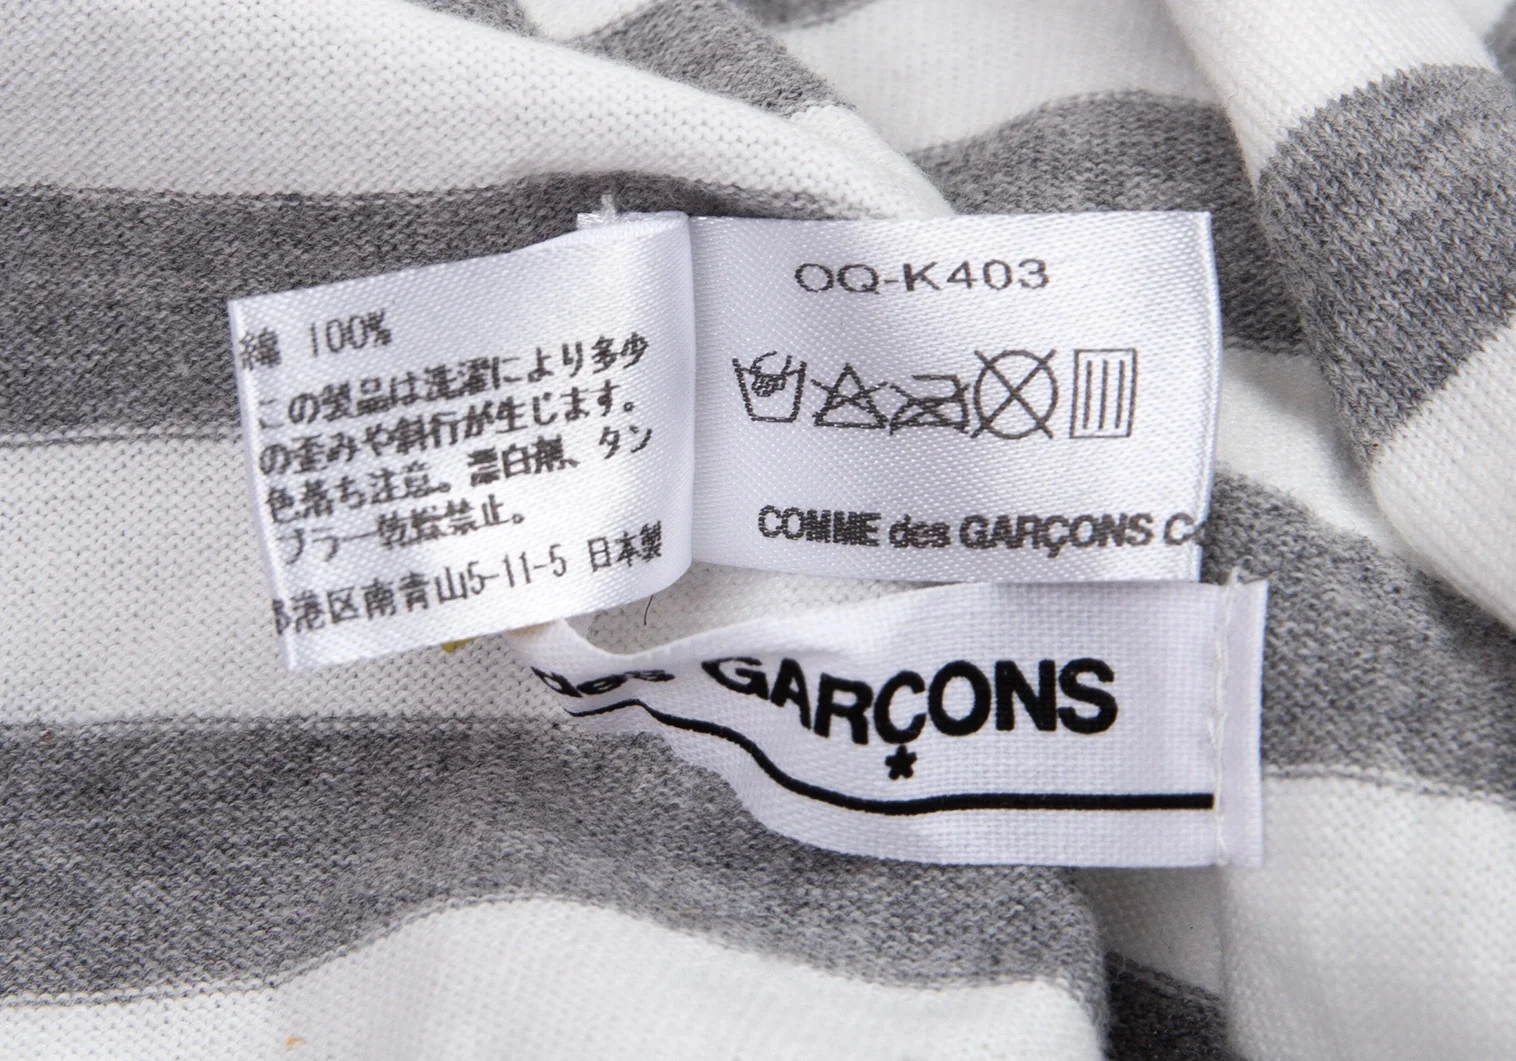 綿 100%
この製品は洗濯により多少
の歪みや斜行が生じます。
色落ち注意。漂白剤、タン
ブラー乾燥禁止。
港区南青山5-11-5 日本製
OQ-K403
COMME des GARÇONS
des GARÇONS